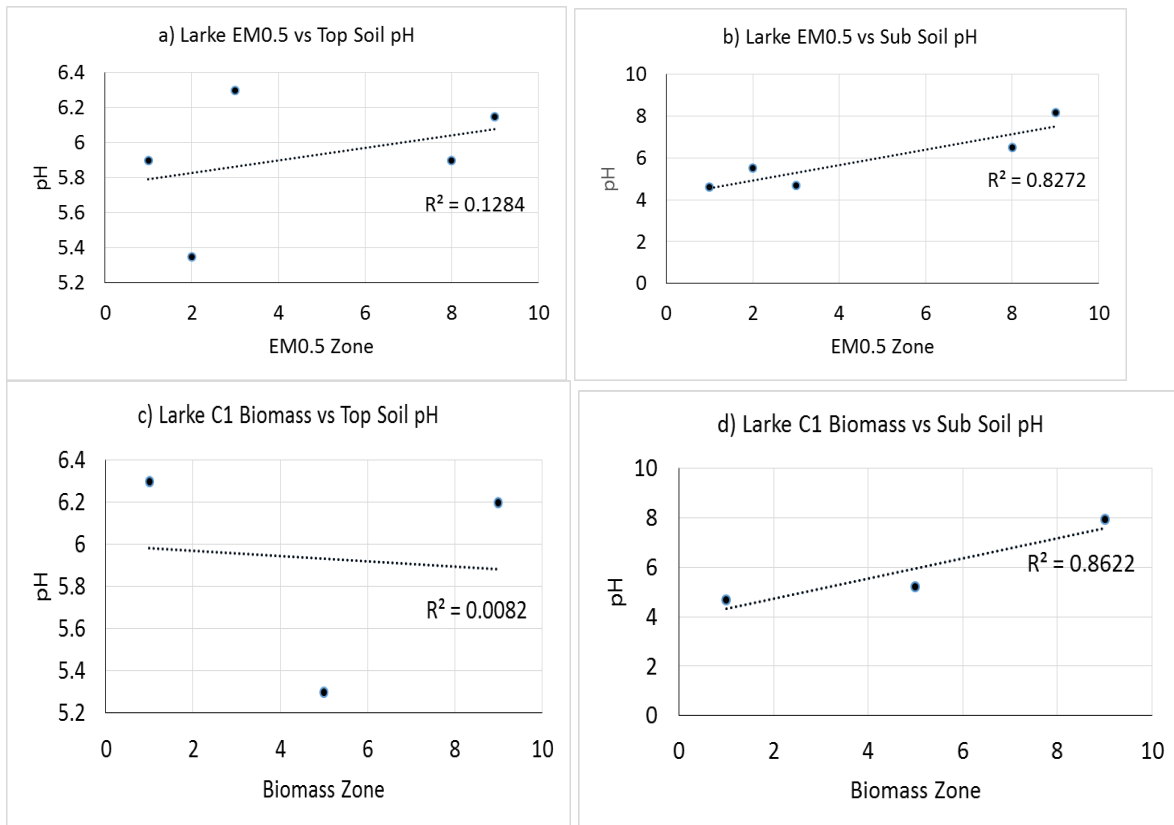 a) Larke EM0.5 vs Top Soil pH
6.4
6.2
6
5.8
5.6
5.4
5.2
pH
R² = 0.1284
0 2 4 6 8 10
EM0.5 Zone
b) Larke EM0.5 vs Sub Soil pH
10
8
6
4
2
0
pH
R² = 0.8272
0 2 4 6 8 10
EM0.5 Zone
c) Larke C1 Biomass vs Top Soil pH
6.4
6.2
6
5.8
5.6
5.4
5.2
pH
R² = 0.0082
0 2 4 6 8 10
Biomass Zone
d) Larke C1 Biomass vs Sub Soil pH
10
8
6
4
2
0
pH
R² = 0.8622
0 2 4 6 8 10
Biomass Zone